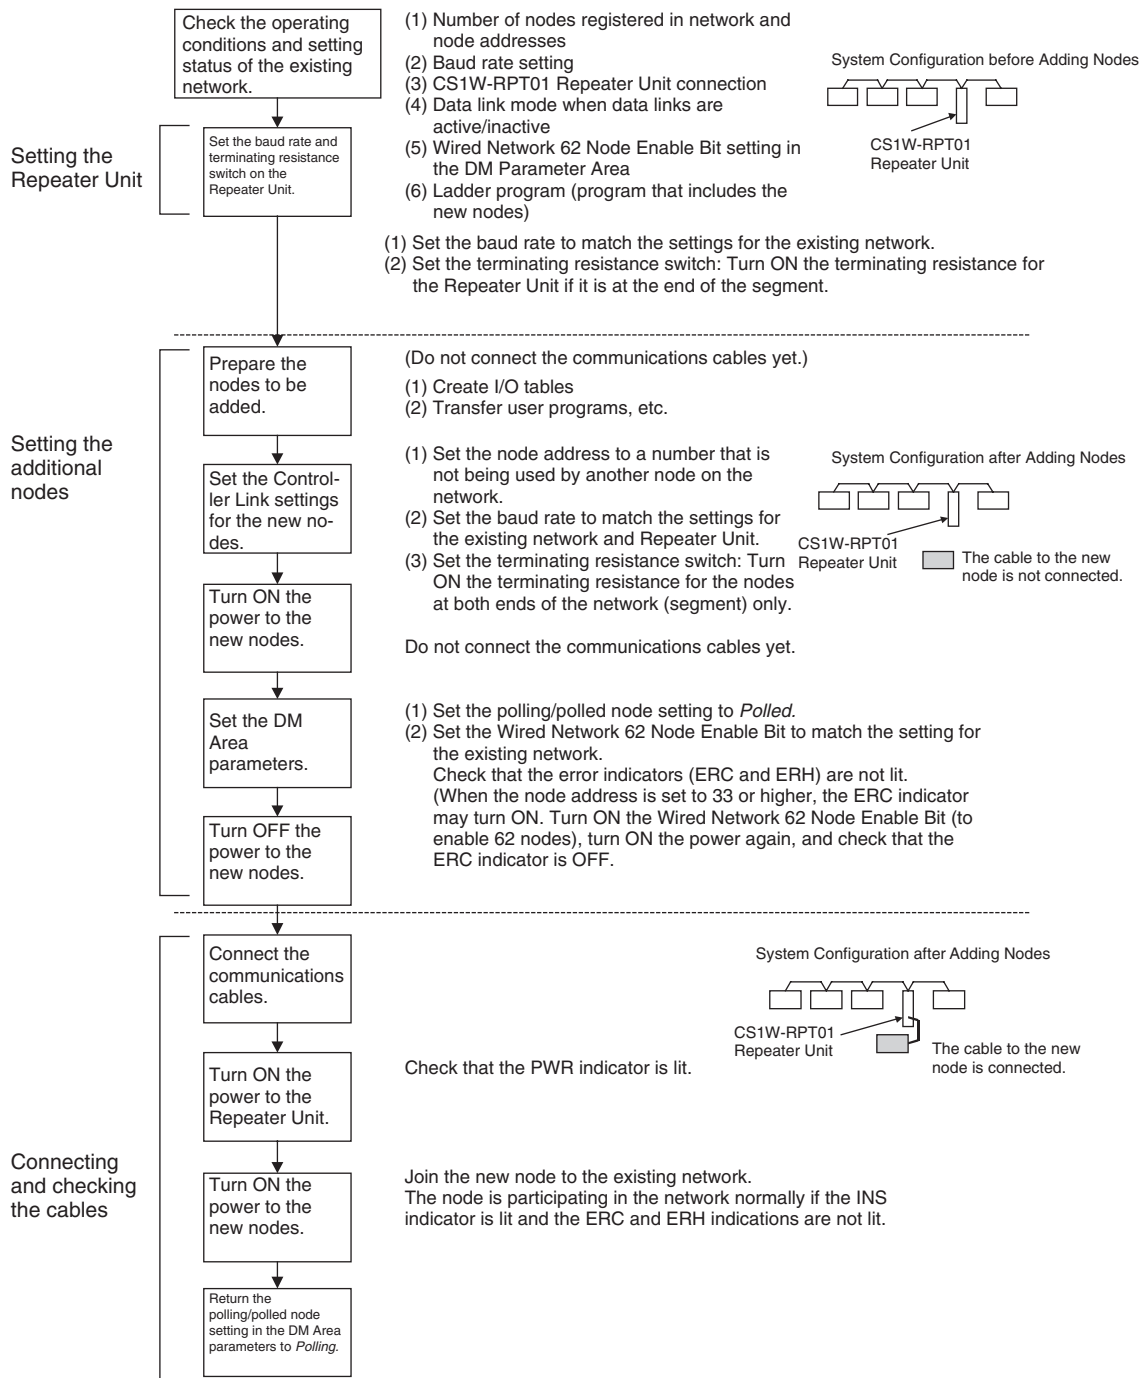 Check the operating
conditions and setting
status of the existing
network.
(1) Number of nodes registered in network and
node addresses
(2) Baud rate setting
(3) CS1W-RPT01 Repeater Unit connection
(4) Data link mode when data links are
active/inactive
(5) Wired Network 62 Node Enable Bit setting in
the DM Parameter Area
(6) Ladder program (program that includes the
new nodes)
System Configuration before Adding Nodes
CS1W-RPT01
Repeater Unit
Setting the
Repeater Unit
Set the baud rate and
terminating resistance
switch on the
Repeater Unit.
(1) Set the baud rate to match the settings for the existing network.
(2) Set the terminating resistance switch: Turn ON the terminating resistance for
the Repeater Unit if it is at the end of the segment.
Setting the
additional
nodes
Prepare the
nodes to be
added.
(Do not connect the communications cables yet.)
(1) Create I/O tables
(2) Transfer user programs, etc.
Set the Control-
ler Link settings
for the new no-
des.
(1) Set the node address to a number that is
not being used by another node on the
network.
(2) Set the baud rate to match the settings for
the existing network and Repeater Unit.
(3) Set the terminating resistance switch: Turn
ON the terminating resistance for the nodes
at both ends of the network (segment) only.
System Configuration after Adding Nodes
CS1W-RPT01
Repeater Unit
The cable to the new
node is not connected.
Turn ON the
power to the
new nodes.
Do not connect the communications cables yet.
Set the DM
Area
parameters.
(1) Set the polling/polled node setting to Polled.
(2) Set the Wired Network 62 Node Enable Bit to match the setting for
the existing network.
Check that the error indicators (ERC and ERH) are not lit.
(When the node address is set to 33 or higher, the ERC indicator
may turn ON. Turn ON the Wired Network 62 Node Enable Bit (to
enable 62 nodes), turn ON the power again, and check that the
ERC indicator is OFF.
Turn OFF the
power to the
new nodes.
Connecting
and checking
the cables
Connect the
communications
cables.
System Configuration after Adding Nodes
CS1W-RPT01
Repeater Unit
The cable to the new
node is connected.
Turn ON the
power to the
Repeater Unit.
Check that the PWR indicator is lit.
Turn ON the
power to the
new nodes.
Join the new node to the existing network.
The node is participating in the network normally if the INS
indicator is lit and the ERC and ERH indications are not lit.
Return the
polling/polled node
setting in the DM Area
parameters to Polling.